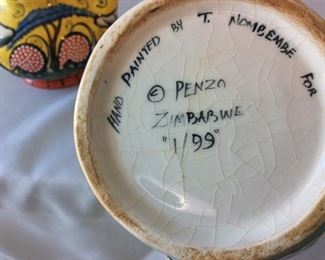 HAND PAINTED BY T. NOMBEMBE FOR
© PENZO
ZIMBABWE
"1/99"